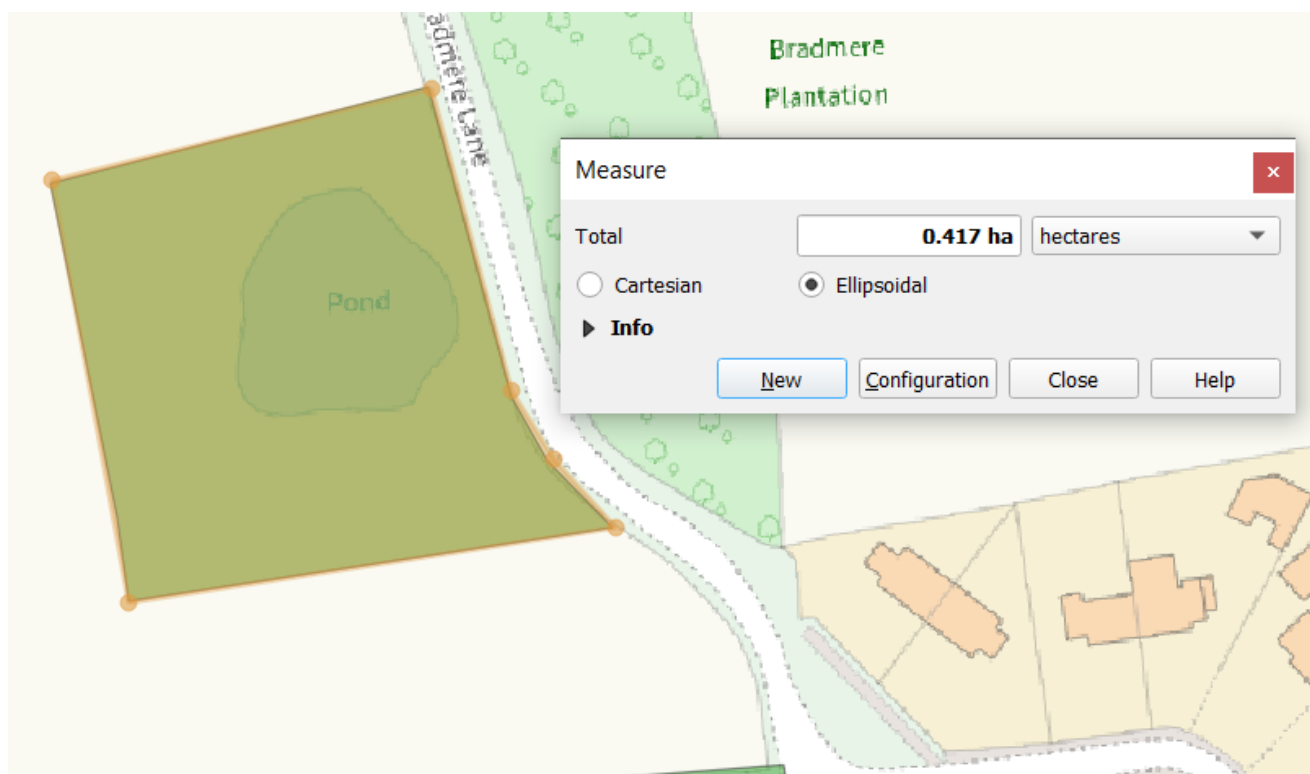 admere Lane
Bradmere
Plantation
Pond
Measure
Total 0.417 ha hectares
Cartesian Ellipsoidal
Info
New Configuration Close Help